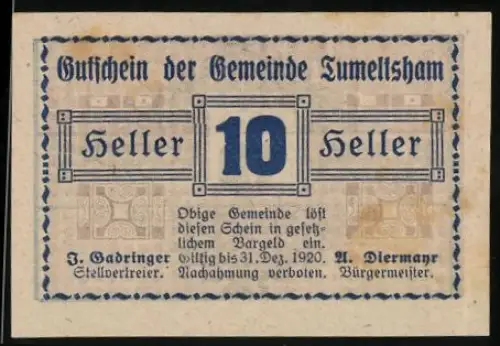 Gutschein der Gemeinde Tumeltsham
Heller 10 Heller
Obige Gemeinde löst
diesen Schein in gesetz-
lichem Bargeld ein.
J. Gadringer Giltig bis 31. Dez. 1920. A. Diermayr
Stellvertreter. Nachahmung verboten. Bürgermeister.